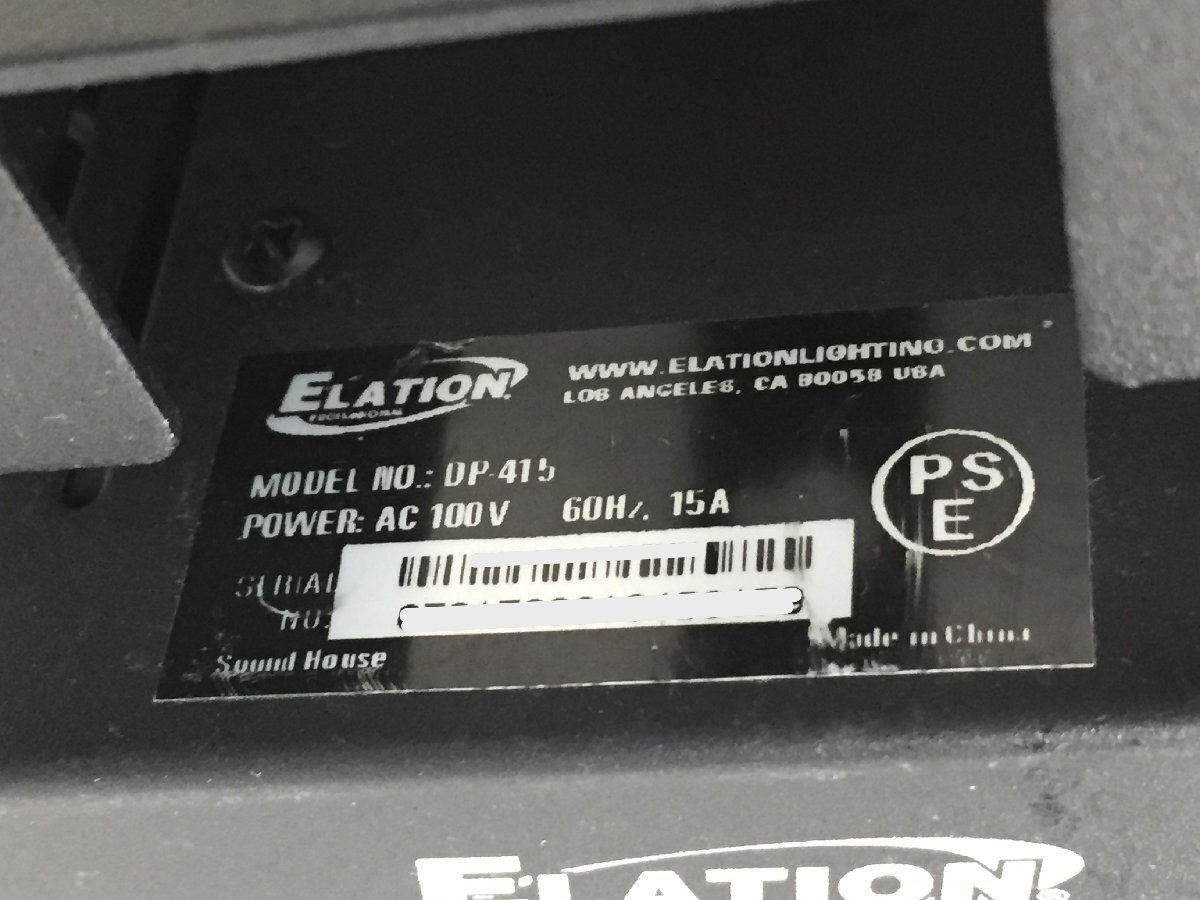 ELATION
PROFESSIONAL
WWW.ELATIONLIGHTING.COM
LOS ANGELES, CA 90058 USA
MODEL NO.: DP-415
POWER: AC 100V 60Hz. 15A
PS
E
SERIAL
Sound House
Made in China
ELATION®